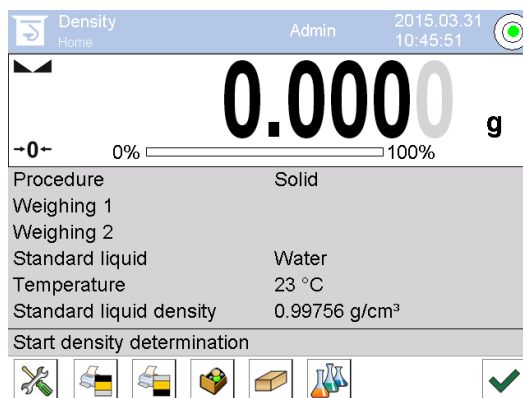 Density
Home
Admin
2015.03.31
10:45:51
0.0000 g
→0←
0% 100%
Procedure Solid
Weighing 1
Weighing 2
Standard liquid Water
Temperature 23 °C
Standard liquid density 0.99756 g/cm³
Start density determination